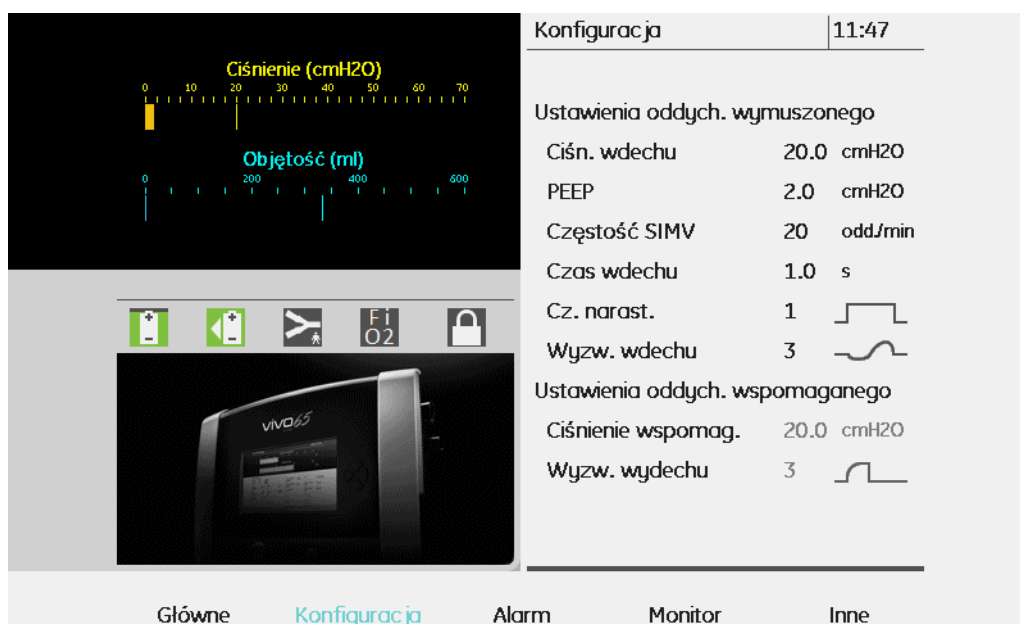 Konfiguracja 11:47
Ciśnienie (cmH2O)
0 10 20 30 40 50 60 70
Objętość (ml)
0 200 400 600
Fi
O2
vivo65
Ustawienia oddych. wymuszonego
Ciśn. wdechu 20.0 cmH2O
PEEP 2.0 cmH2O
Częstość SIMV 20 odd./min
Czas wdechu 1.0 s
Cz. narast. 1
Wyzw. wdechu 3
Ustawienia oddych. wspomaganego
Ciśnienie wspomag. 20.0 cmH2O
Wyzw. wydechu 3
Główne Konfiguracja Alarm Monitor Inne